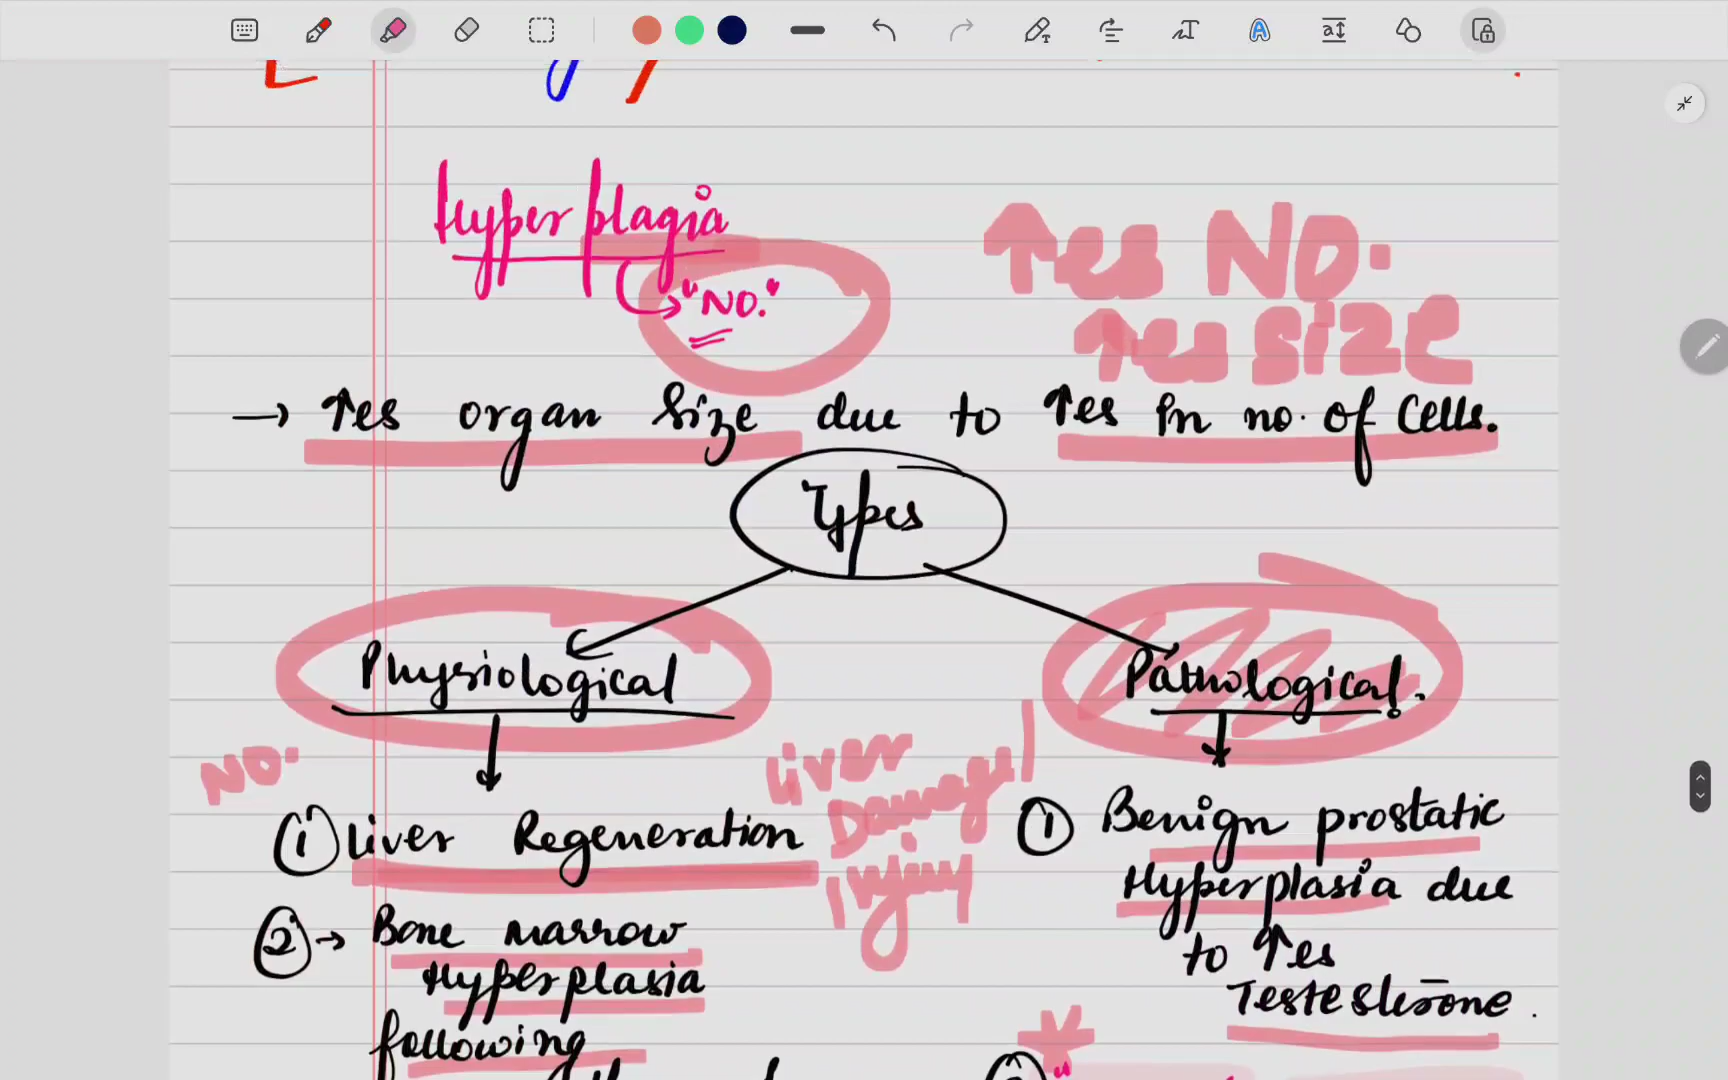 Hyperplagia
"NO."
↑es NO.
↑es SIZE
→ ↑es organ Size due to ↑es In no. of Cells.
Types
Physiological
Pathological.
NO.
Liver Damage/Injury
① Liver Regeneration
② → Bone marrow
Hyperplasia
following
① Benign prostatic
Hyperplasia due
to ↑es
Testesterone.